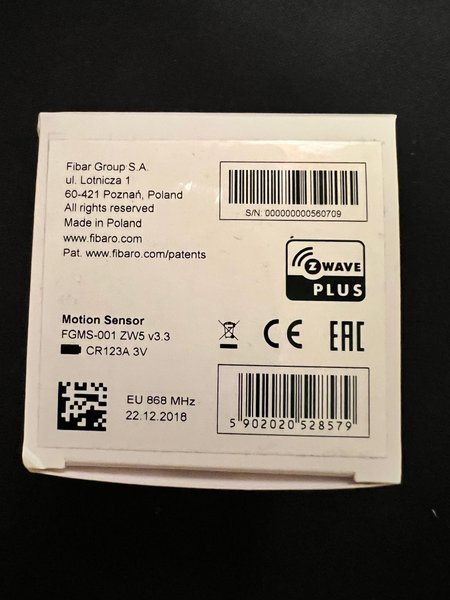 Fibar Group S.A.
ul. Lotnicza 1
60-421 Poznań, Poland
All rights reserved
Made in Poland
www.fibaro.com
Pat. www.fibaro.com/patents
S/N: 000000000560709
Z WAVE
PLUS
Motion Sensor
FGMS-001 ZW5 v3.3
CR123A 3V
CE
EAC
EU 868 MHz
22.12.2018
5 902020 528579